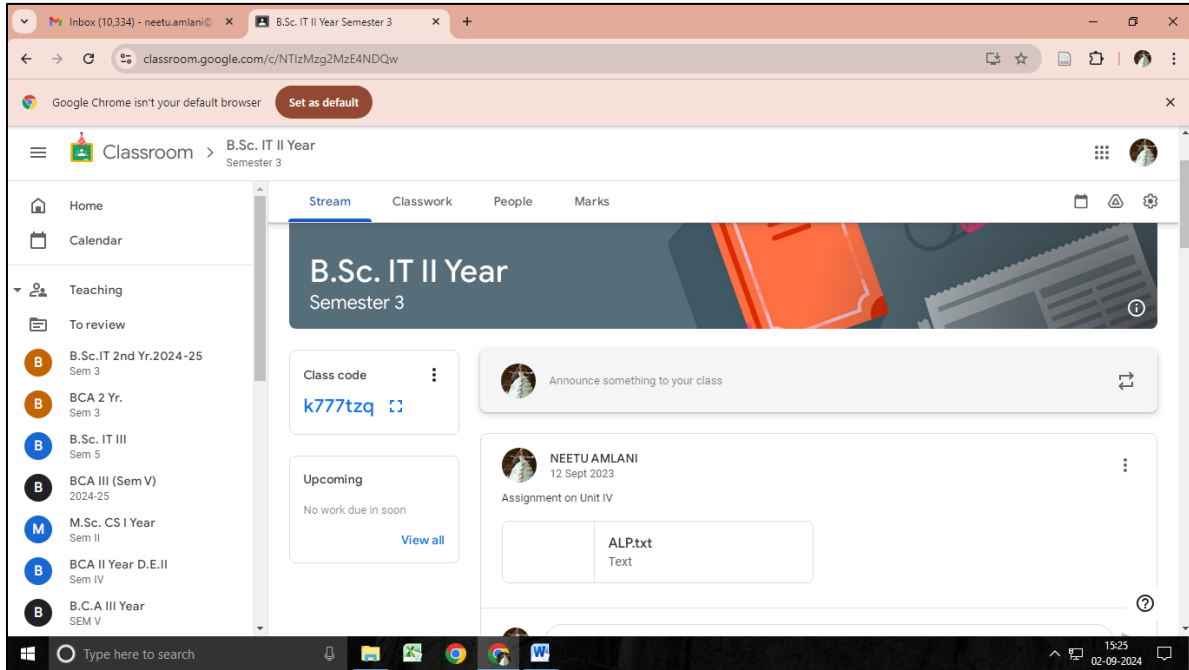 Inbox (10,334) - neetu.amlani@
B.Sc. IT II Year Semester 3
classroom.google.com/c/NTIzMzg2MzE4NDQw
Google Chrome isn't your default browser
Set as default
Classroom
B.Sc. IT II Year
Semester 3
Home
Calendar
Teaching
To review
B
B.Sc.IT 2nd Yr.2024-25
Sem 3
B
BCA 2 Yr.
Sem 3
B
B.Sc. IT III
Sem 5
B
BCA III (Sem V)
2024-25
M
M.Sc. CS I Year
Sem II
B
BCA II Year D.E.II
Sem IV
B
B.C.A III Year
SEM V
Stream
Classwork
People
Marks
B.Sc. IT II Year
Semester 3
Class code
k777tzq
Upcoming
No work due in soon
View all
Announce something to your class
NEETU AMLANI
12 Sept 2023
Assignment on Unit IV
ALP.txt
Text
Type here to search
15:25
02-09-2024